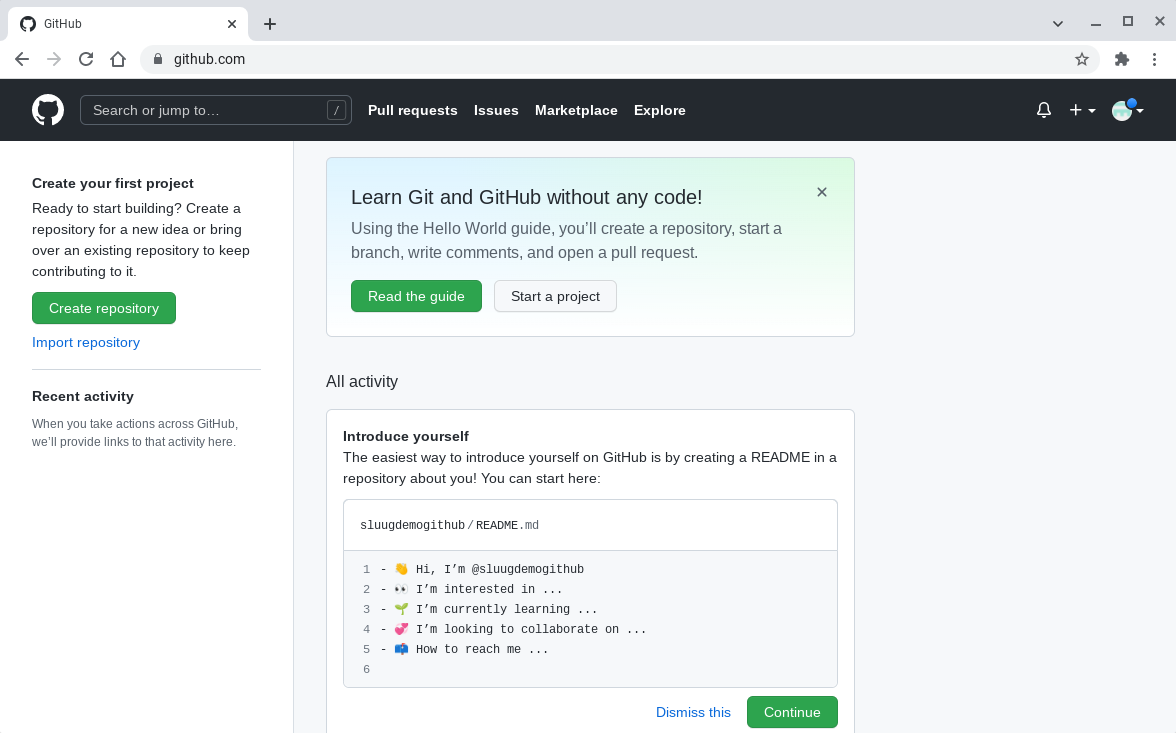 GitHub
github.com
Search or jump to…
/
Pull requests
Issues
Marketplace
Explore
Create your first project
Ready to start building? Create a
repository for a new idea or bring
over an existing repository to keep
contributing to it.
Create repository
Import repository
Recent activity
When you take actions across GitHub,
we’ll provide links to that activity here.
Learn Git and GitHub without any code!
Using the Hello World guide, you’ll create a repository, start a
branch, write comments, and open a pull request.
Read the guide
Start a project
All activity
Introduce yourself
The easiest way to introduce yourself on GitHub is by creating a README in a
repository about you! You can start here:
sluugdemogithub/README.md
1 - 👋 Hi, I’m @sluugdemogithub
2 - 👀 I’m interested in ...
3 - 🌱 I’m currently learning ...
4 - 💞️ I’m looking to collaborate on ...
5 - 📫 How to reach me ...
6
Dismiss this
Continue